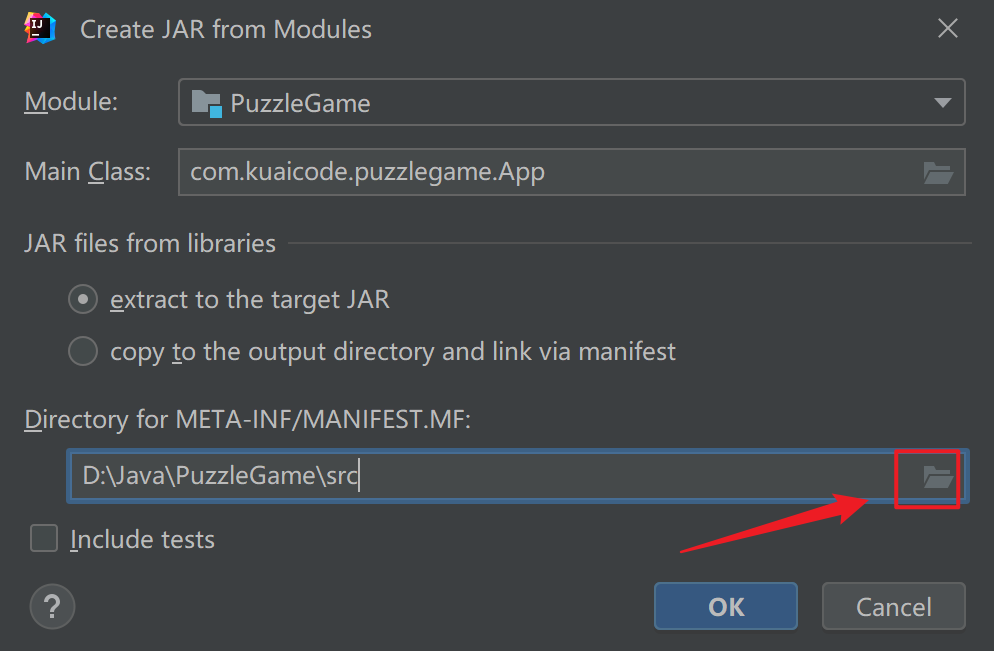 IJ
Create JAR from Modules
Module: PuzzleGame
Main Class: com.kuaicode.puzzlegame.App
JAR files from libraries
extract to the target JAR
copy to the output directory and link via manifest
Directory for META-INF/MANIFEST.MF:
D:\Java\PuzzleGame\src
Include tests
? OK Cancel